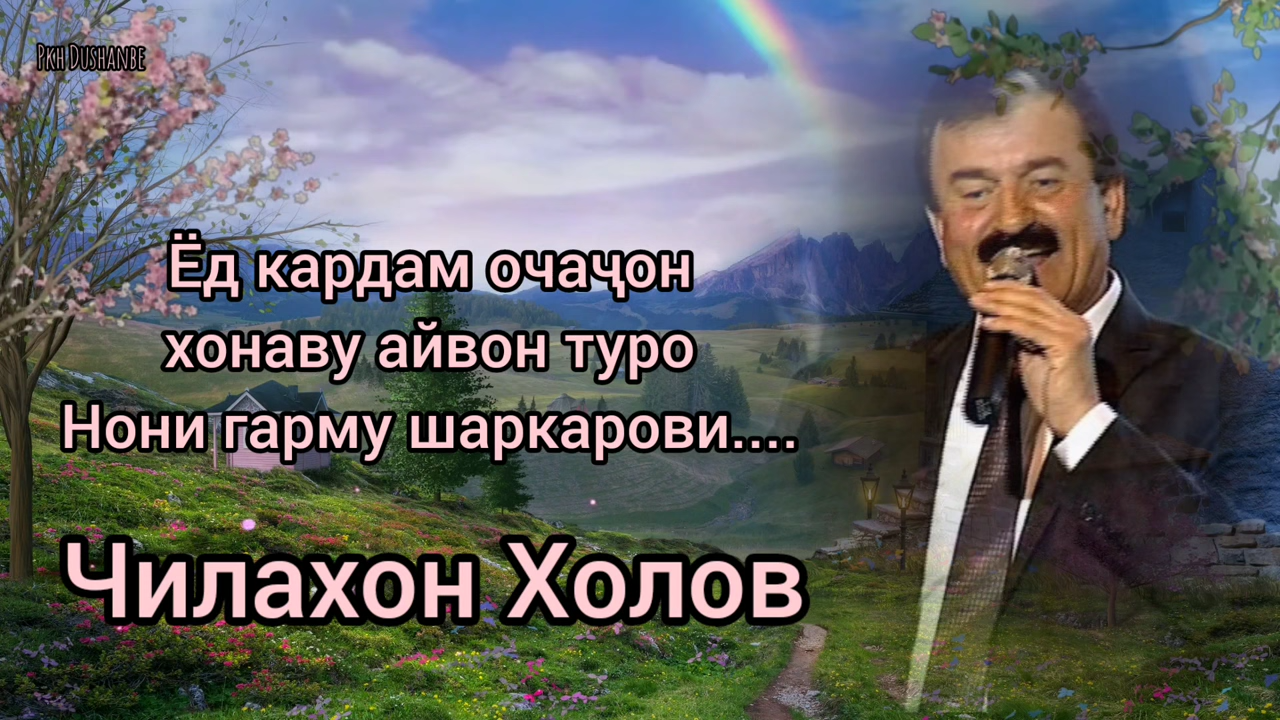 PKH DUSHANBE
Ёд кардам очаҷон
хонаву айвон туро
Нони гарму шаркарови....
Чилахон Холов